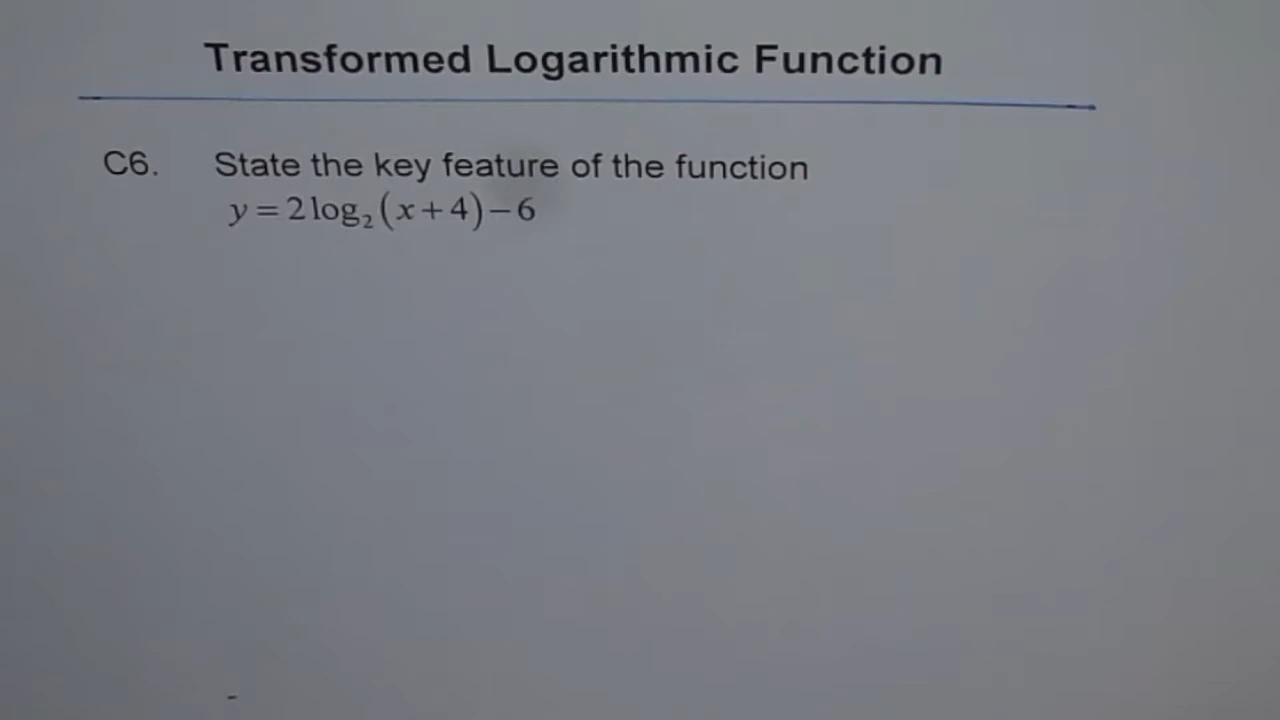 Transformed Logarithmic Function
C6. State the key feature of the function
y = 2 log₂ (x + 4) − 6